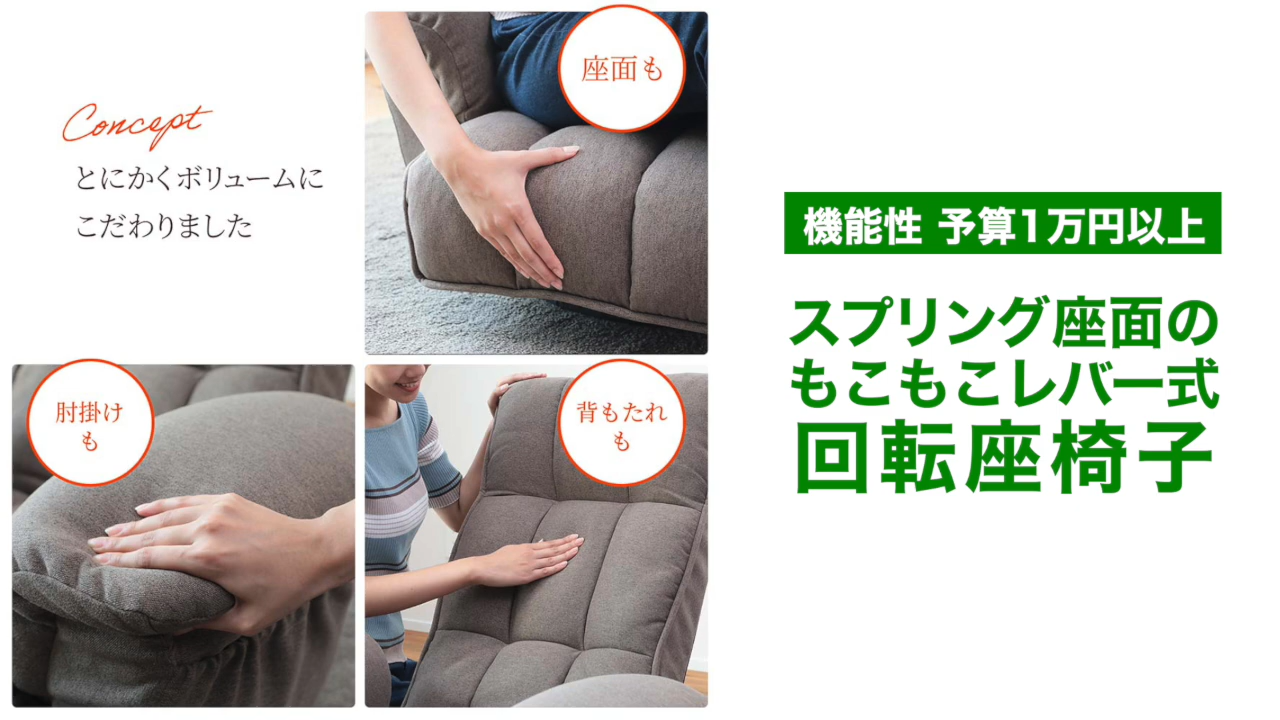 Concept
とにかくボリュームに
こだわりました
座面も
肘掛け
も
背もたれ
も
機能性 予算1万円以上
スプリング座面の
もこもこレバー式
回転座椅子